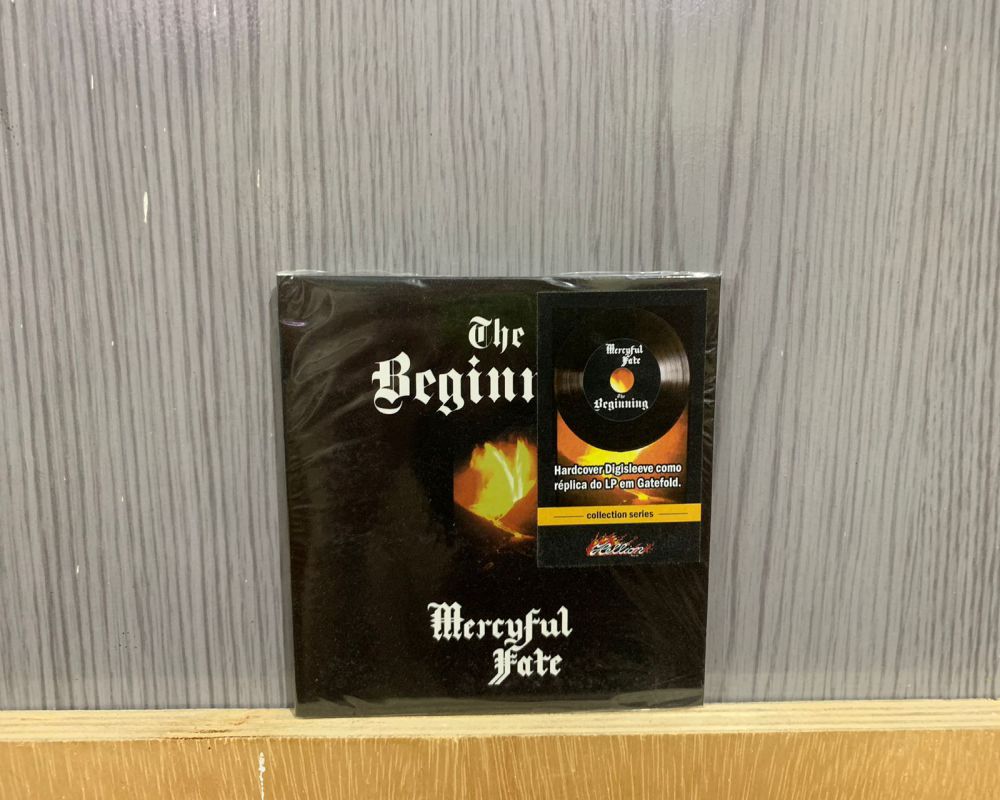 The
Beginn
Mercyful
Fate
Mercyful
Fate
The
Beginning
Hardcover Digisleeve como
réplica do LP em Gatefold.
collection series
Hellion